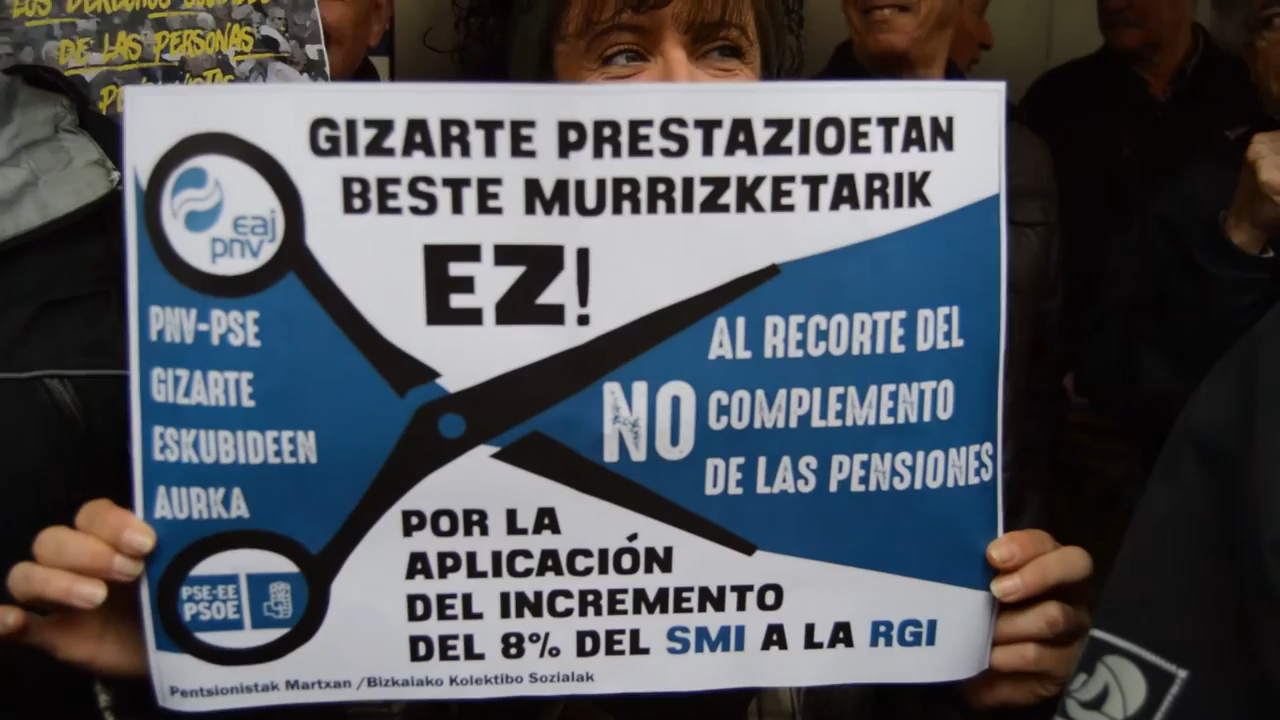 LOS DERECHOS
DE LAS PERSONAS
GIZARTE PRESTAZIOETAN
BESTE MURRIZKETARIK
EZ!
eaj
pnv
PNV-PSE
GIZARTE
ESKUBIDEEN
AURKA
AL RECORTE DEL
NO COMPLEMENTO
DE LAS PENSIONES
PSE-EE
PSOE
POR LA
APLICACIÓN
DEL INCREMENTO
DEL 8% DEL SMI A LA RGI
Pentsionistak Martxan /Bizkaiako Kolektibo Sozialak